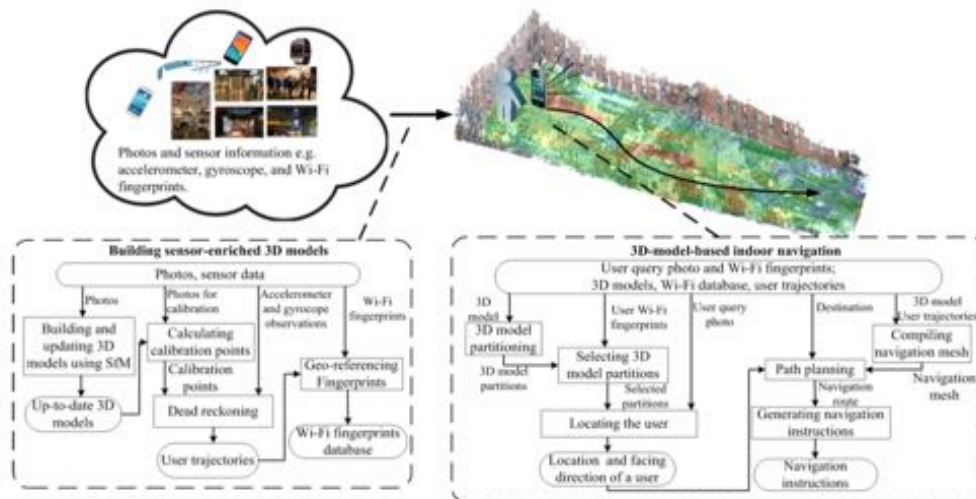 Photos and sensor information e.g.
accelerometer, gyroscope, and Wi-Fi
fingerprints.
Building sensor-enriched 3D models
Photos, sensor data
Photos
Photos for
calibration
Accelerometer
and gyrocope
observations
Wi-Fi
fingerprints
Building and
updating 3D
models using SfM
Calculating
calibration points
Calibration
points
Geo-referencing
Fingerprints
Up-to-date 3D
models
Dead reckoning
User trajectories
Wi-Fi fingerprints
database
3D-model-based indoor navigation
User query photo and Wi-Fi fingerprints;
3D models, Wi-Fi database, user trajectories
3D
model
User Wi-Fi
fingerprints
User query
photo
Destination
3D model
User trajectories
3D model
partitioning
Compiling
navigation mesh
3D model
partitions
Selecting 3D
model partitions
Path planning
Selected
partitions
Navigation
route
Navigation
mesh
Locating the user
Generating navigation
instructions
Location and facing
direction of a user
Navigation
instructions